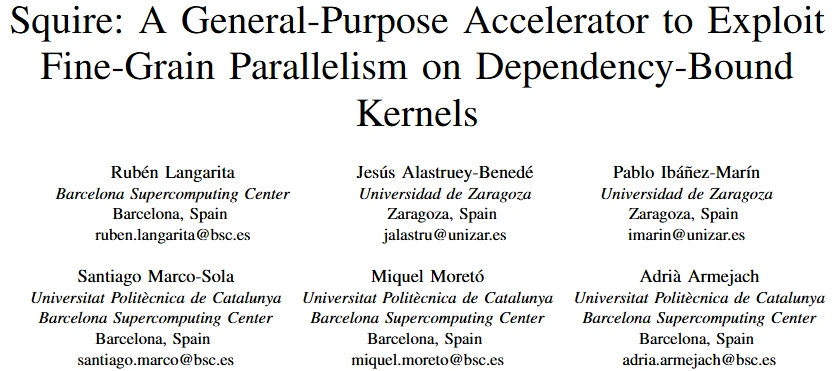 Squire: A General-Purpose Accelerator to Exploit
Fine-Grain Parallelism on Dependency-Bound
Kernels
Rubén Langarita
Barcelona Supercomputing Center
Barcelona, Spain
ruben.langarita@bsc.es
Jesús Alastruey-Benedé
Universidad de Zaragoza
Zaragoza, Spain
jalastru@unizar.es
Pablo Ibáñez-Marín
Universidad de Zaragoza
Zaragoza, Spain
imarin@unizar.es
Santiago Marco-Sola
Universitat Politècnica de Catalunya
Barcelona Supercomputing Center
Barcelona, Spain
santiago.marco@bsc.es
Miquel Moretó
Universitat Politècnica de Catalunya
Barcelona Supercomputing Center
Barcelona, Spain
miquel.moreto@bsc.es
Adrià Armejach
Universitat Politècnica de Catalunya
Barcelona Supercomputing Center
Barcelona, Spain
adria.armejach@bsc.es